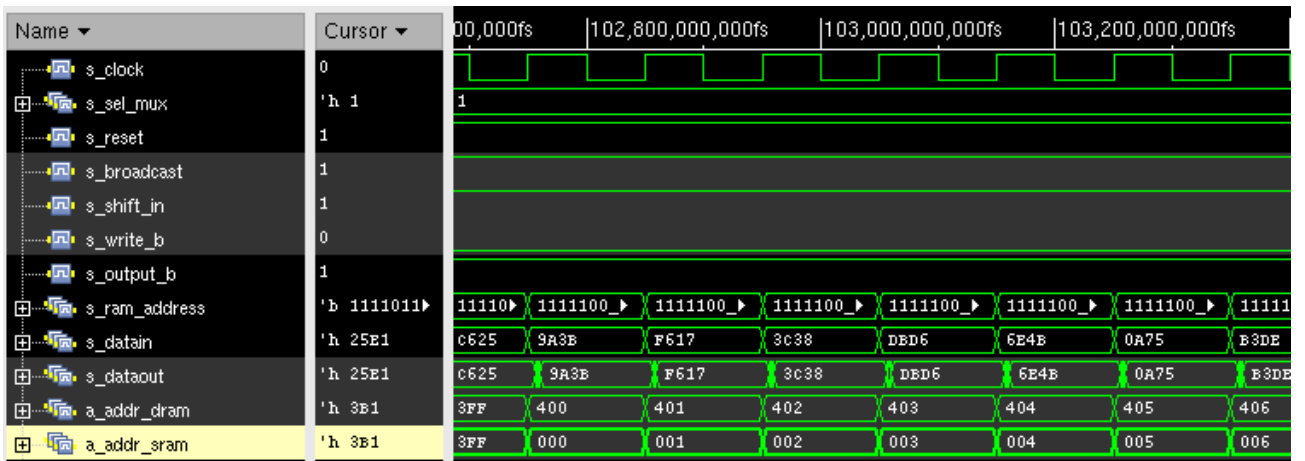 Name ▾ Cursor ▾ 00,000fs |102,800,000,000fs |103,000,000,000fs |103,200,000,000fs
s_clock 0
s_sel_mux 'h 1 1
s_reset 1
s_broadcast 1
s_shift_in 1
s_write_b 0
s_output_b 1
s_ram_address 'b 1111011▶ 11110▶ 1111100_▶ 1111100_▶ 1111100_▶ 1111100_▶ 1111100_▶ 1111100_▶ 11111
s_datain 'h 25E1 C625 9A3B F617 3C38 DBD6 6E4B 0A75 B3DE
s_dataout 'h 25E1 C625 9A3B F617 3C38 DBD6 6E4B 0A75 B3DE
a_addr_dram 'h 3B1 3FF 400 401 402 403 404 405 406
a_addr_sram 'h 3B1 3FF 000 001 002 003 004 005 006